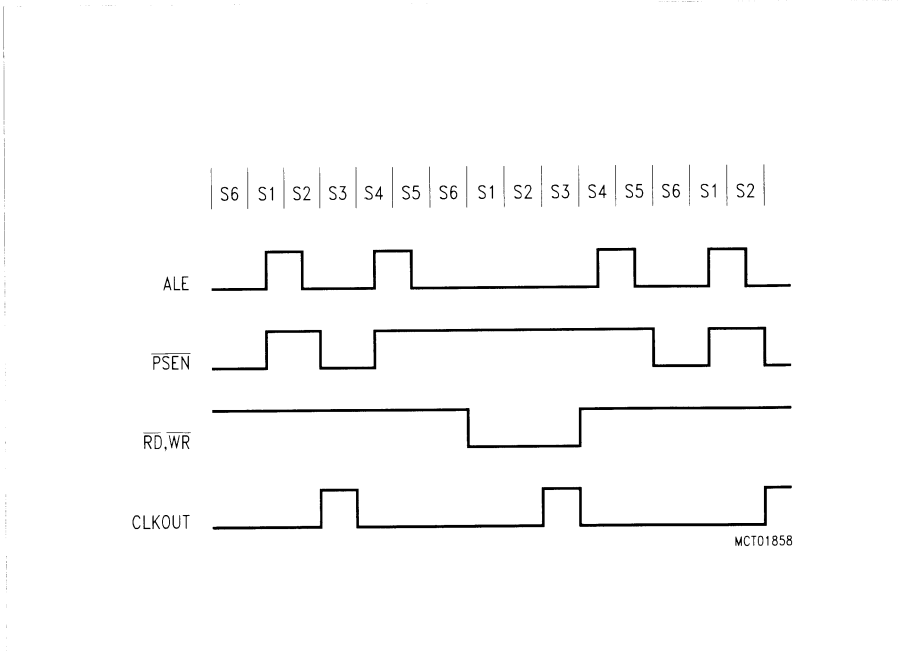 S6 S1 S2 S3 S4 S5 S6 S1 S2 S3 S4 S5 S6 S1 S2
ALE
PSEN
RD,WR
CLKOUT
MCT01858